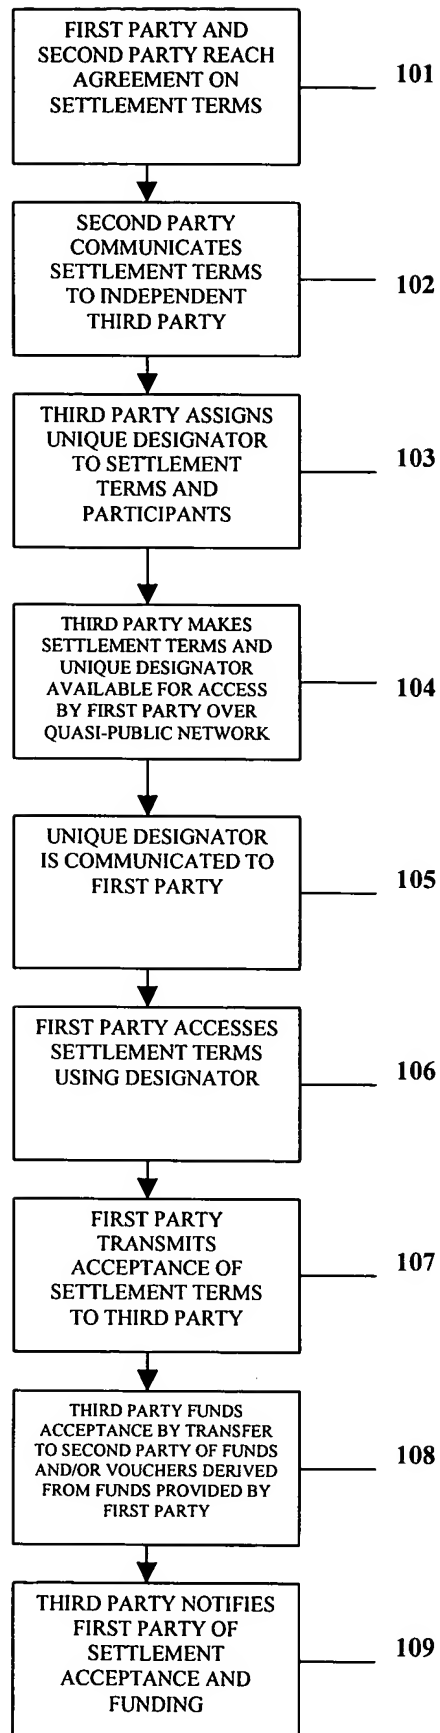 FIRST PARTY AND
SECOND PARTY REACH
AGREEMENT ON
SETTLEMENT TERMS
101
SECOND PARTY
COMMUNICATES
SETTLEMENT TERMS
TO INDEPENDENT
THIRD PARTY
102
THIRD PARTY ASSIGNS
UNIQUE DESIGNATOR
TO SETTLEMENT
TERMS AND
PARTICIPANTS
103
THIRD PARTY MAKES
SETTLEMENT TERMS AND
UNIQUE DESIGNATOR
AVAILABLE FOR ACCESS
BY FIRST PARTY OVER
QUASI-PUBLIC NETWORK
104
UNIQUE DESIGNATOR
IS COMMUNICATED TO
FIRST PARTY
105
FIRST PARTY ACCESSES
SETTLEMENT TERMS
USING DESIGNATOR
106
FIRST PARTY
TRANSMITS
ACCEPTANCE OF
SETTLEMENT TERMS
TO THIRD PARTY
107
THIRD PARTY FUNDS
ACCEPTANCE BY TRANSFER
TO SECOND PARTY OF FUNDS
AND/OR VOUCHERS DERIVED
FROM FUNDS PROVIDED BY
FIRST PARTY
108
THIRD PARTY NOTIFIES
FIRST PARTY OF
SETTLEMENT
ACCEPTANCE AND
FUNDING
109